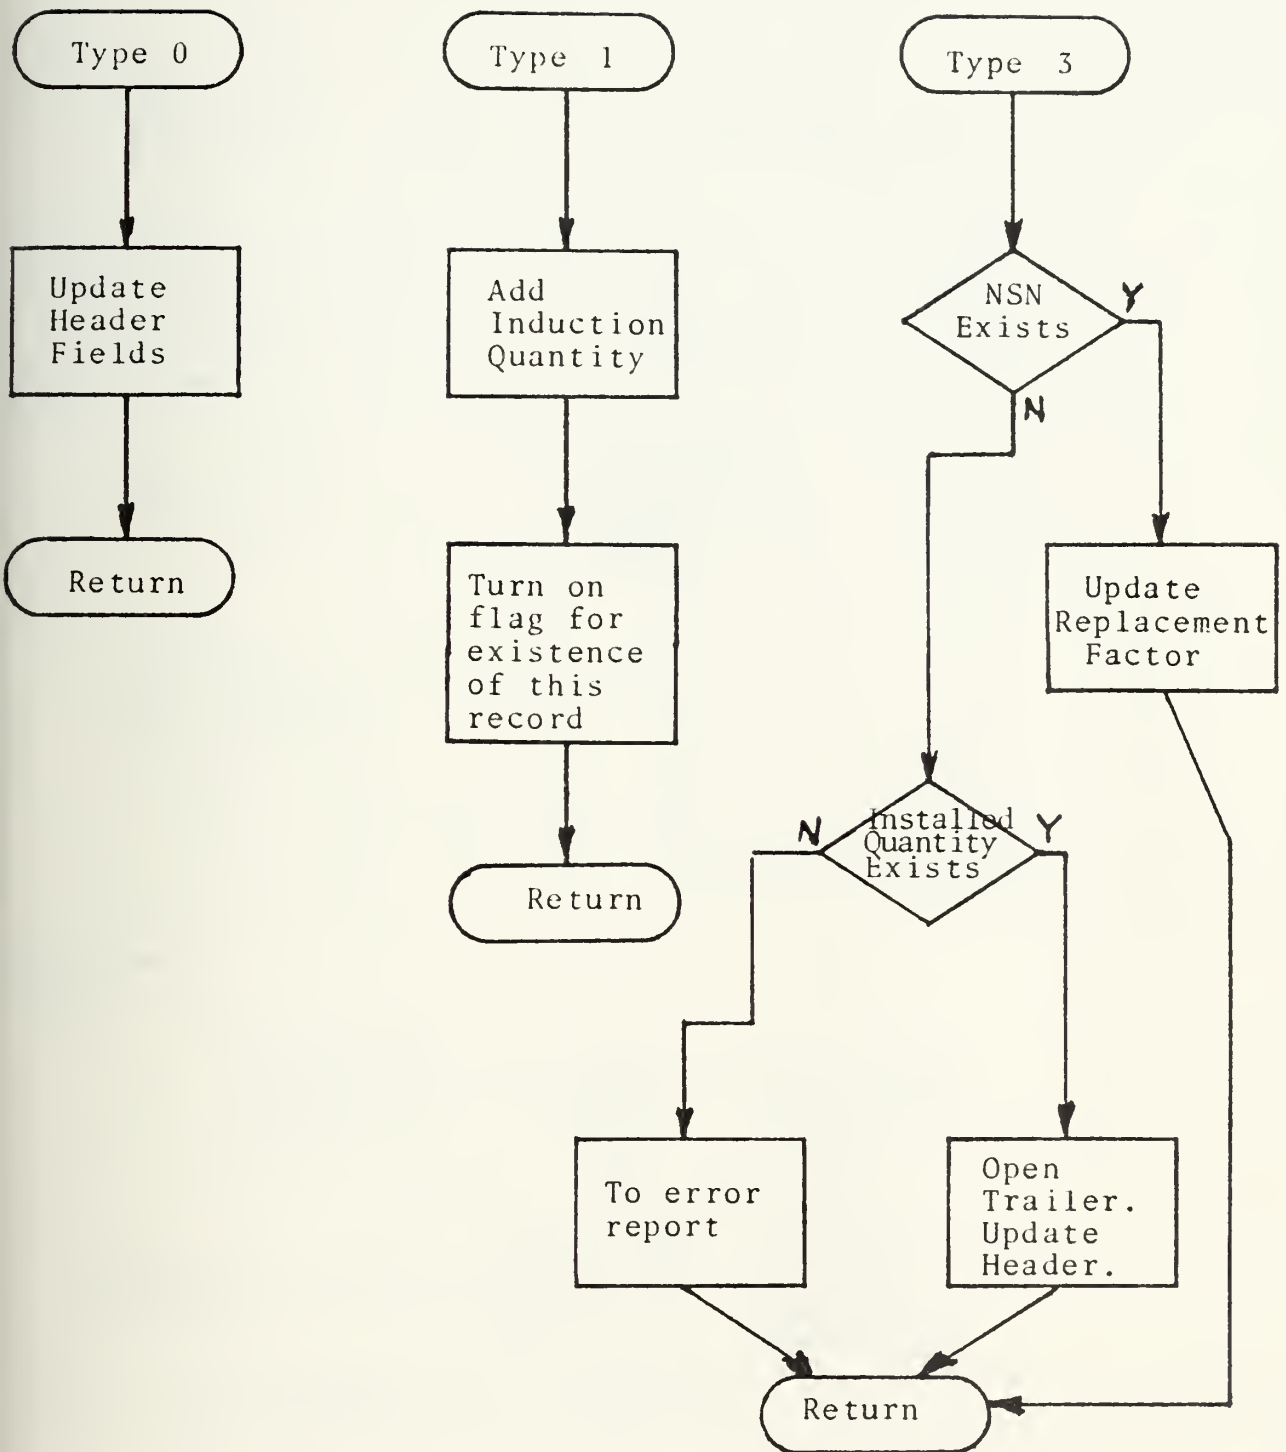 Type 0
Update
Header
Fields
Return
Type 1
Add
Induction
Quantity
Turn on
flag for
existence
of this
record
Return
Type 3
NSN
Exists
Y
N
Update
Replacement
Factor
Installed
Quantity
Exists
N
Y
To error
report
Open
Trailer.
Update
Header.
Return